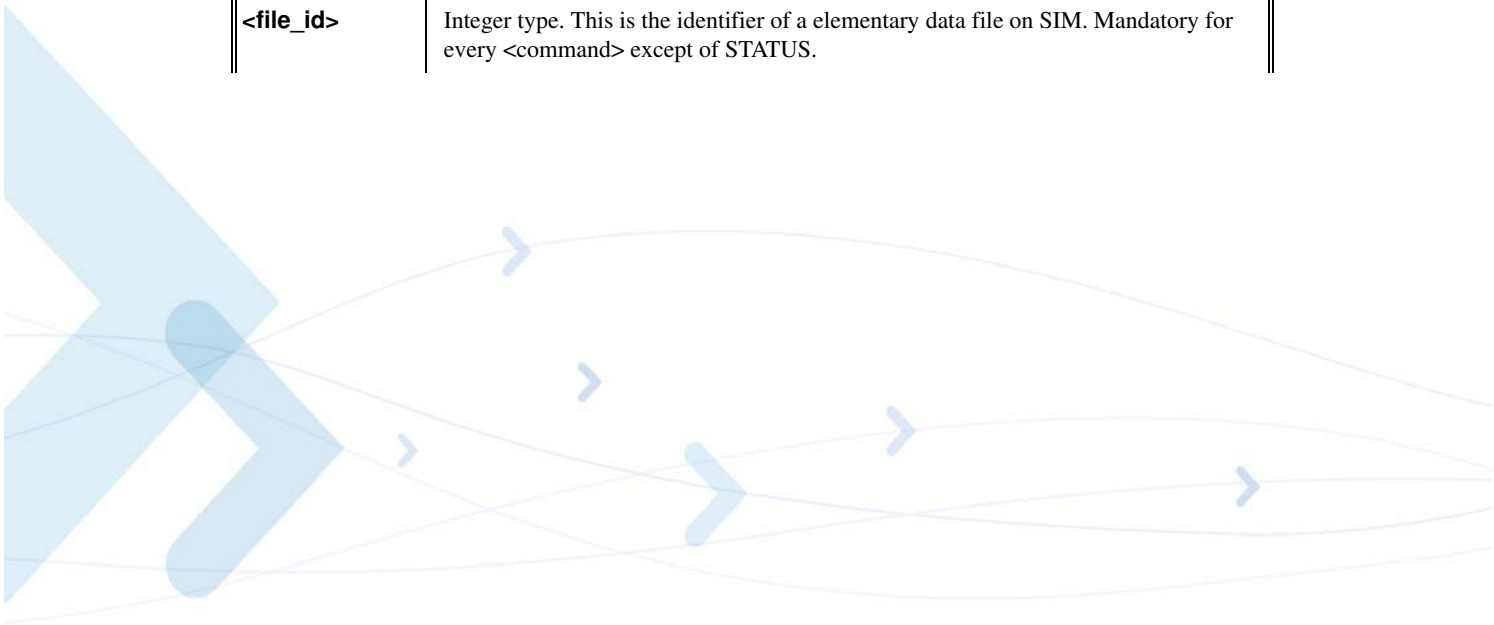 <file_id> Integer type. This is the identifier of a elementary data file on SIM. Mandatory for
every <command> except of STATUS.